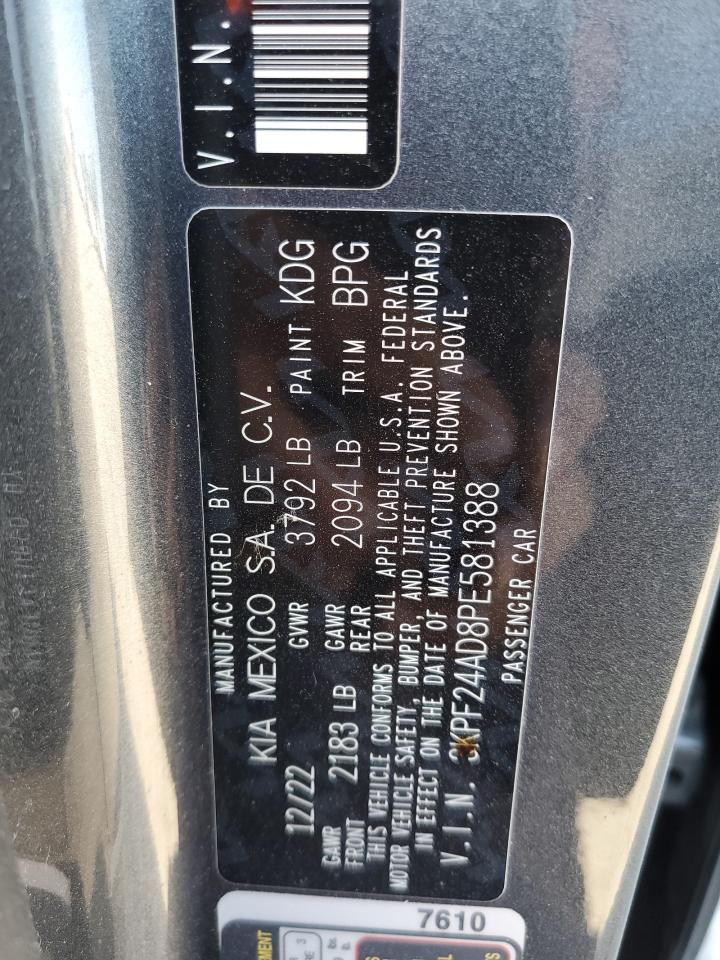 V.I.N.
MANUFACTURED BY
KIA MEXICO S.A. DE C.V.
12/22 GVWR 3792 LB PAINT KDG
GAWR FRONT 2183 LB GAWR REAR 2094 LB TRIM BPG
THIS VEHICLE CONFORMS TO ALL APPLICABLE U.S.A. FEDERAL
MOTOR VEHICLE SAFETY, BUMPER, AND THEFT PREVENTION STANDARDS
IN EFFECT ON THE DATE OF MANUFACTURE SHOWN ABOVE.
V.I.N. 3KPF24AD8PE581388
PASSENGER CAR
7610